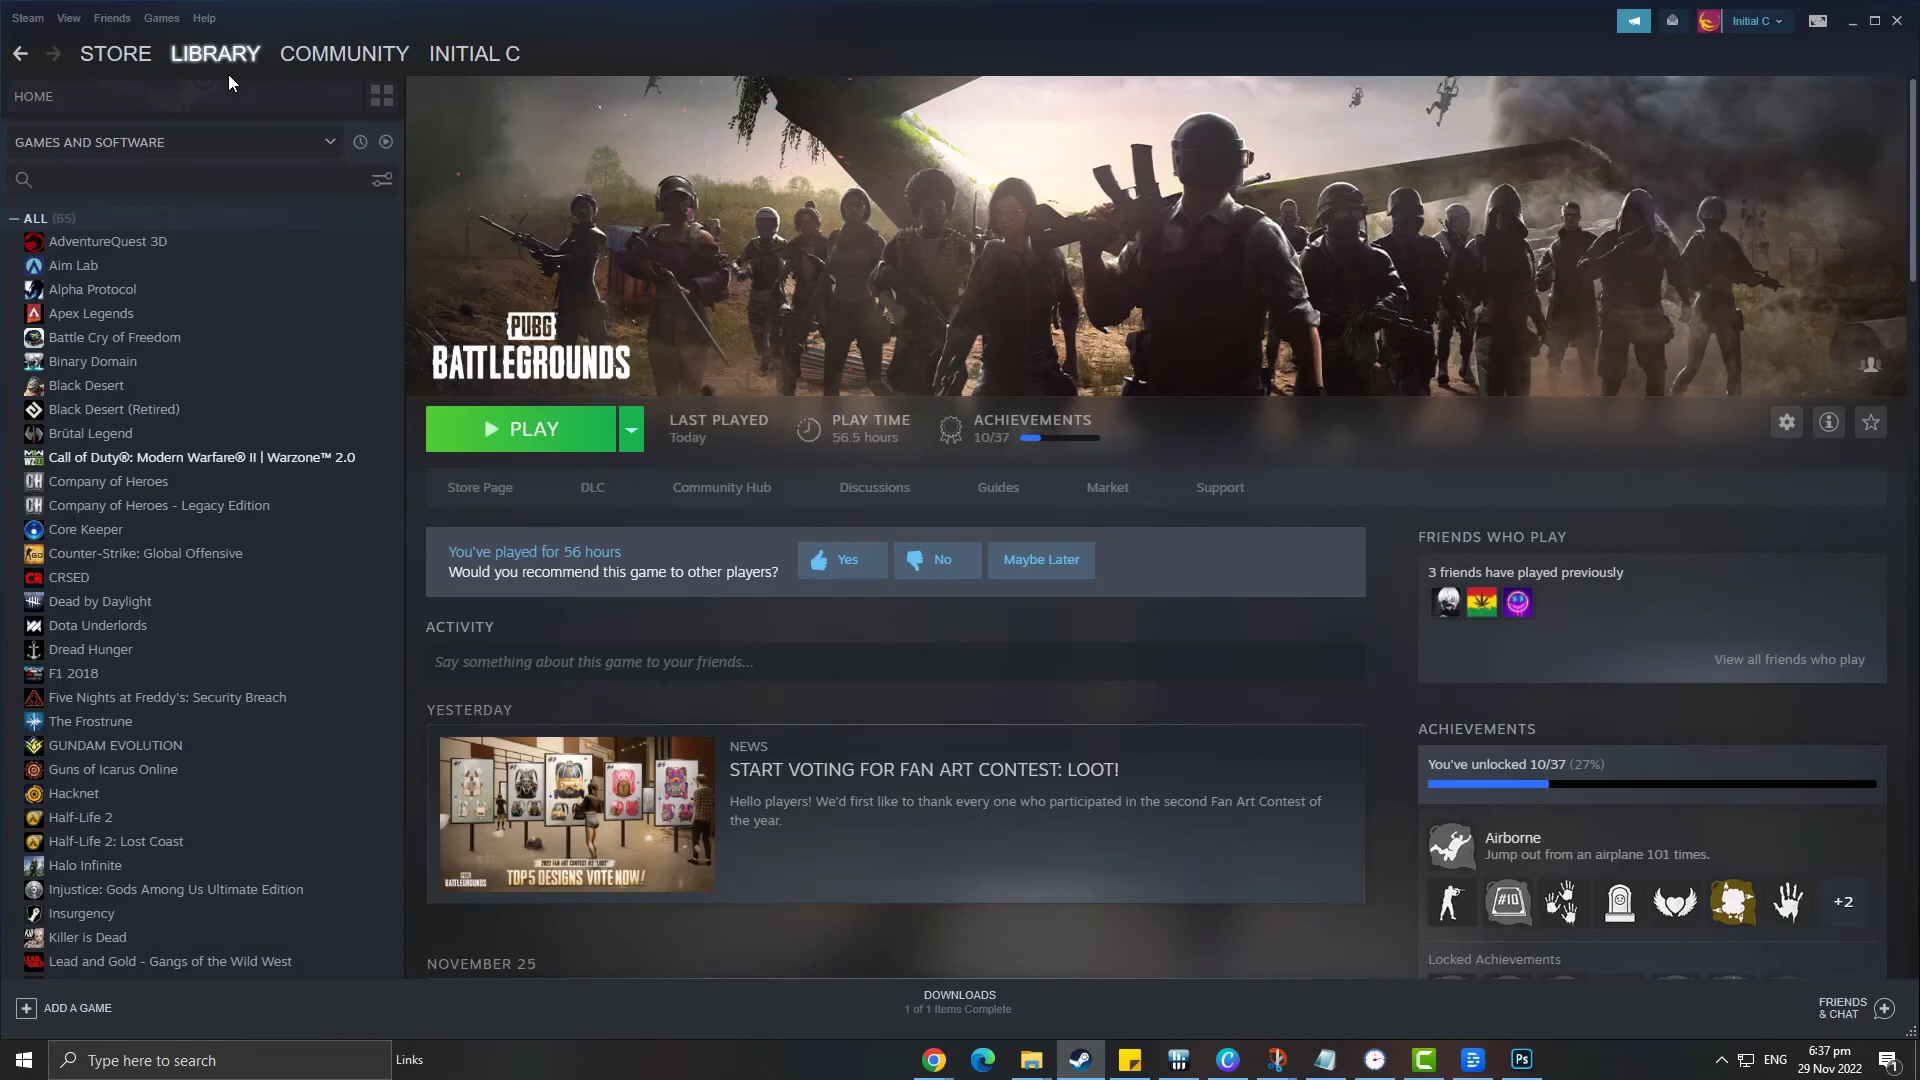 Steam View Friends Games Help
Initial C
STORE LIBRARY COMMUNITY INITIAL C
HOME
GAMES AND SOFTWARE
ALL (65)
AdventureQuest 3D
Aim Lab
Alpha Protocol
Apex Legends
Battle Cry of Freedom
Binary Domain
Black Desert
Black Desert (Retired)
Brütal Legend
Call of Duty®: Modern Warfare® II | Warzone™ 2.0
Company of Heroes
Company of Heroes - Legacy Edition
Core Keeper
Counter-Strike: Global Offensive
CRSED
Dead by Daylight
Dota Underlords
Dread Hunger
F1 2018
Five Nights at Freddy's: Security Breach
The Frostrune
GUNDAM EVOLUTION
Guns of Icarus Online
Hacknet
Half-Life 2
Half-Life 2: Lost Coast
Halo Infinite
Injustice: Gods Among Us Ultimate Edition
Insurgency
Killer is Dead
Lead and Gold - Gangs of the Wild West
ADD A GAME
PUBG
BATTLEGROUNDS
PLAY
LAST PLAYED
Today
PLAY TIME
56.5 hours
ACHIEVEMENTS
10/37
Store Page DLC Community Hub Discussions Guides Market Support
You've played for 56 hours
Would you recommend this game to other players?
Yes No Maybe Later
ACTIVITY
Say something about this game to your friends...
YESTERDAY
2022 FAN ART CONTEST #2 "LOOT"
TOP 5 DESIGNS VOTE NOW!
PUBG
BATTLEGROUNDS
NEWS
START VOTING FOR FAN ART CONTEST: LOOT!
Hello players! We'd first like to thank every one who participated in the second Fan Art Contest of
the year.
NOVEMBER 25
FRIENDS WHO PLAY
3 friends have played previously
View all friends who play
ACHIEVEMENTS
You've unlocked 10/37 (27%)
Airborne
Jump out from an airplane 101 times.
#10
+2
Locked Achievements
DOWNLOADS
1 of 1 Items Complete
FRIENDS
& CHAT
Type here to search
Links
Ps
ENG
6:37 pm
29 Nov 2022
1